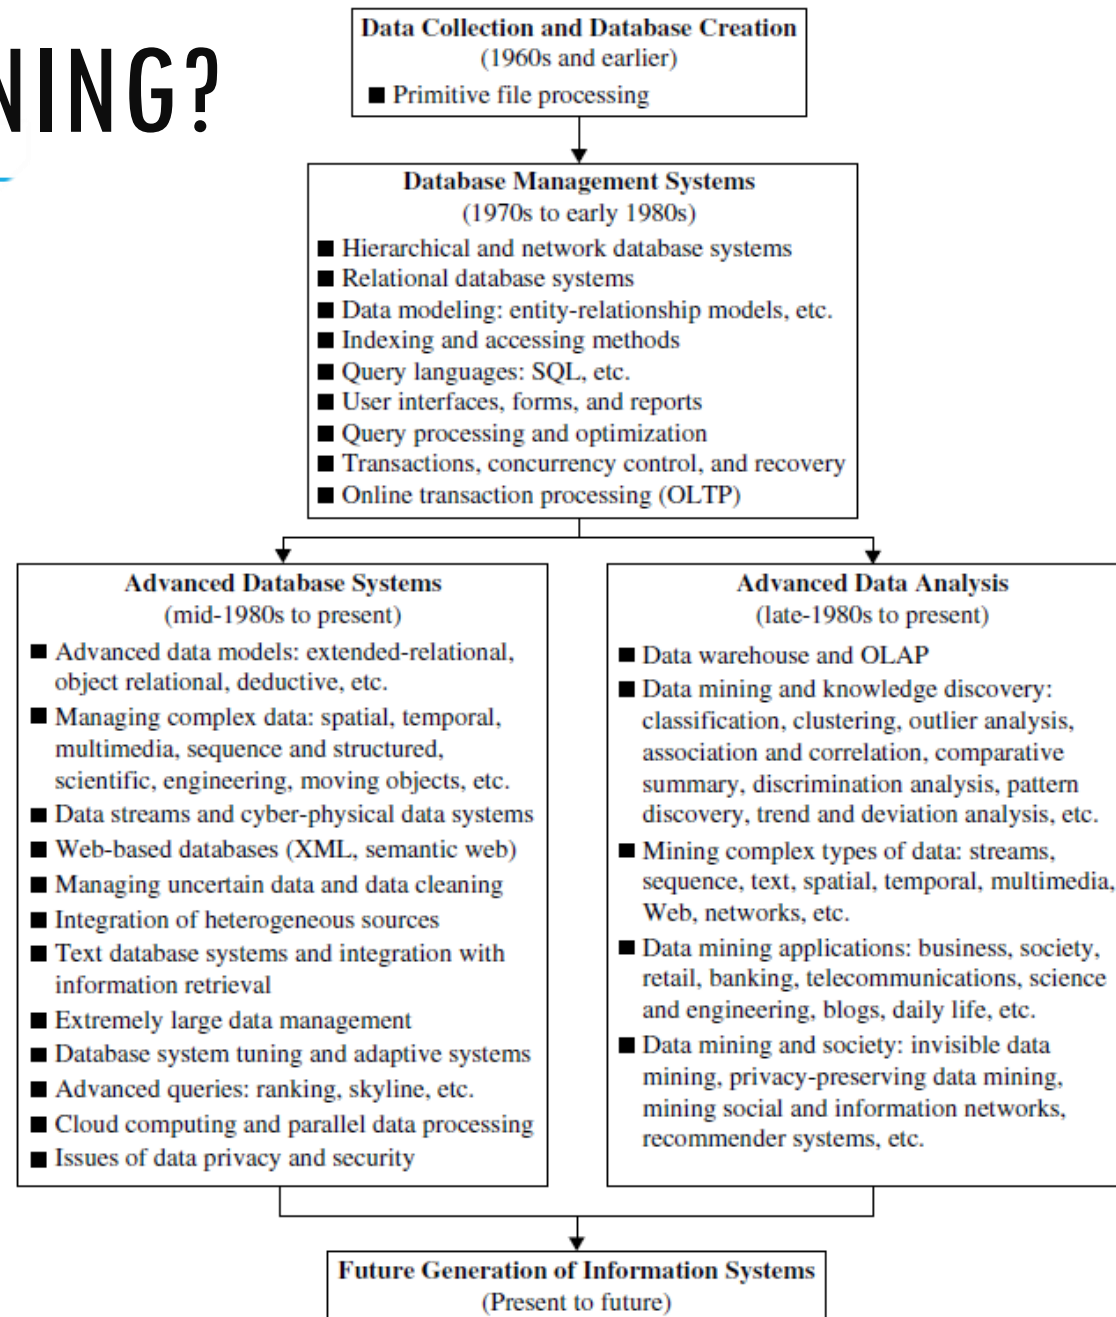 NING?
Data Collection and Database Creation
(1960s and earlier)
■ Primitive file processing
Database Management Systems
(1970s to early 1980s)
■ Hierarchical and network database systems
■ Relational database systems
■ Data modeling: entity-relationship models, etc.
■ Indexing and accessing methods
■ Query languages: SQL, etc.
■ User interfaces, forms, and reports
■ Query processing and optimization
■ Transactions, concurrency control, and recovery
■ Online transaction processing (OLTP)
Advanced Database Systems
(mid-1980s to present)
■ Advanced data models: extended-relational,
object relational, deductive, etc.
■ Managing complex data: spatial, temporal,
multimedia, sequence and structured,
scientific, engineering, moving objects, etc.
■ Data streams and cyber-physical data systems
■ Web-based databases (XML, semantic web)
■ Managing uncertain data and data cleaning
■ Integration of heterogeneous sources
■ Text database systems and integration with
information retrieval
■ Extremely large data management
■ Database system tuning and adaptive systems
■ Advanced queries: ranking, skyline, etc.
■ Cloud computing and parallel data processing
■ Issues of data privacy and security
Advanced Data Analysis
(late-1980s to present)
■ Data warehouse and OLAP
■ Data mining and knowledge discovery:
classification, clustering, outlier analysis,
association and correlation, comparative
summary, discrimination analysis, pattern
discovery, trend and deviation analysis, etc.
■ Mining complex types of data: streams,
sequence, text, spatial, temporal, multimedia,
Web, networks, etc.
■ Data mining applications: business, society,
retail, banking, telecommunications, science
and engineering, blogs, daily life, etc.
■ Data mining and society: invisible data
mining, privacy-preserving data mining,
mining social and information networks,
recommender systems, etc.
Future Generation of Information Systems
(Present to future)